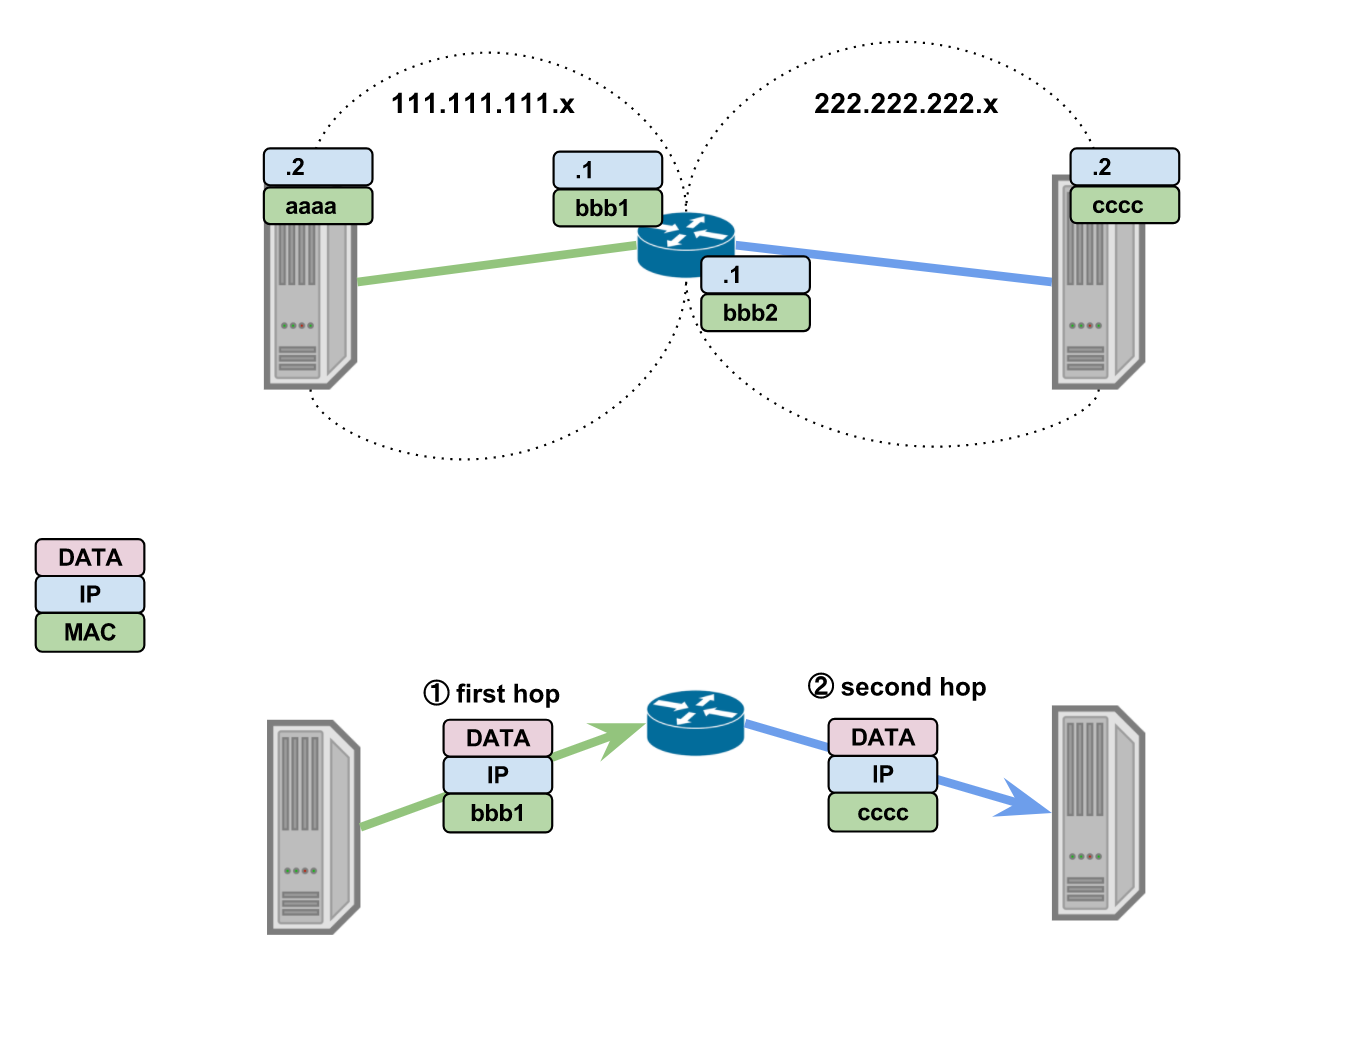 111.111.111.x
222.222.222.x
.2
aaaa
.1
bbb1
.1
bbb2
.2
cccc
DATA
IP
MAC
① first hop
DATA
IP
bbb1
② second hop
DATA
IP
cccc